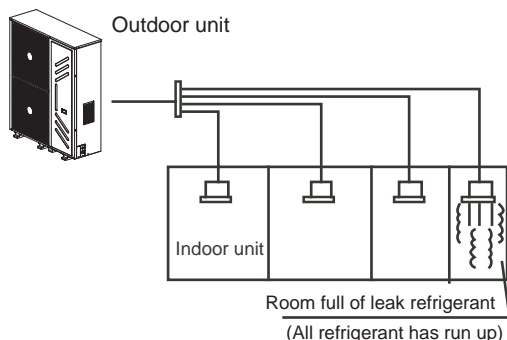 Outdoor unit
Indoor unit
Room full of leak refrigerant
(All refrigerant has run up)